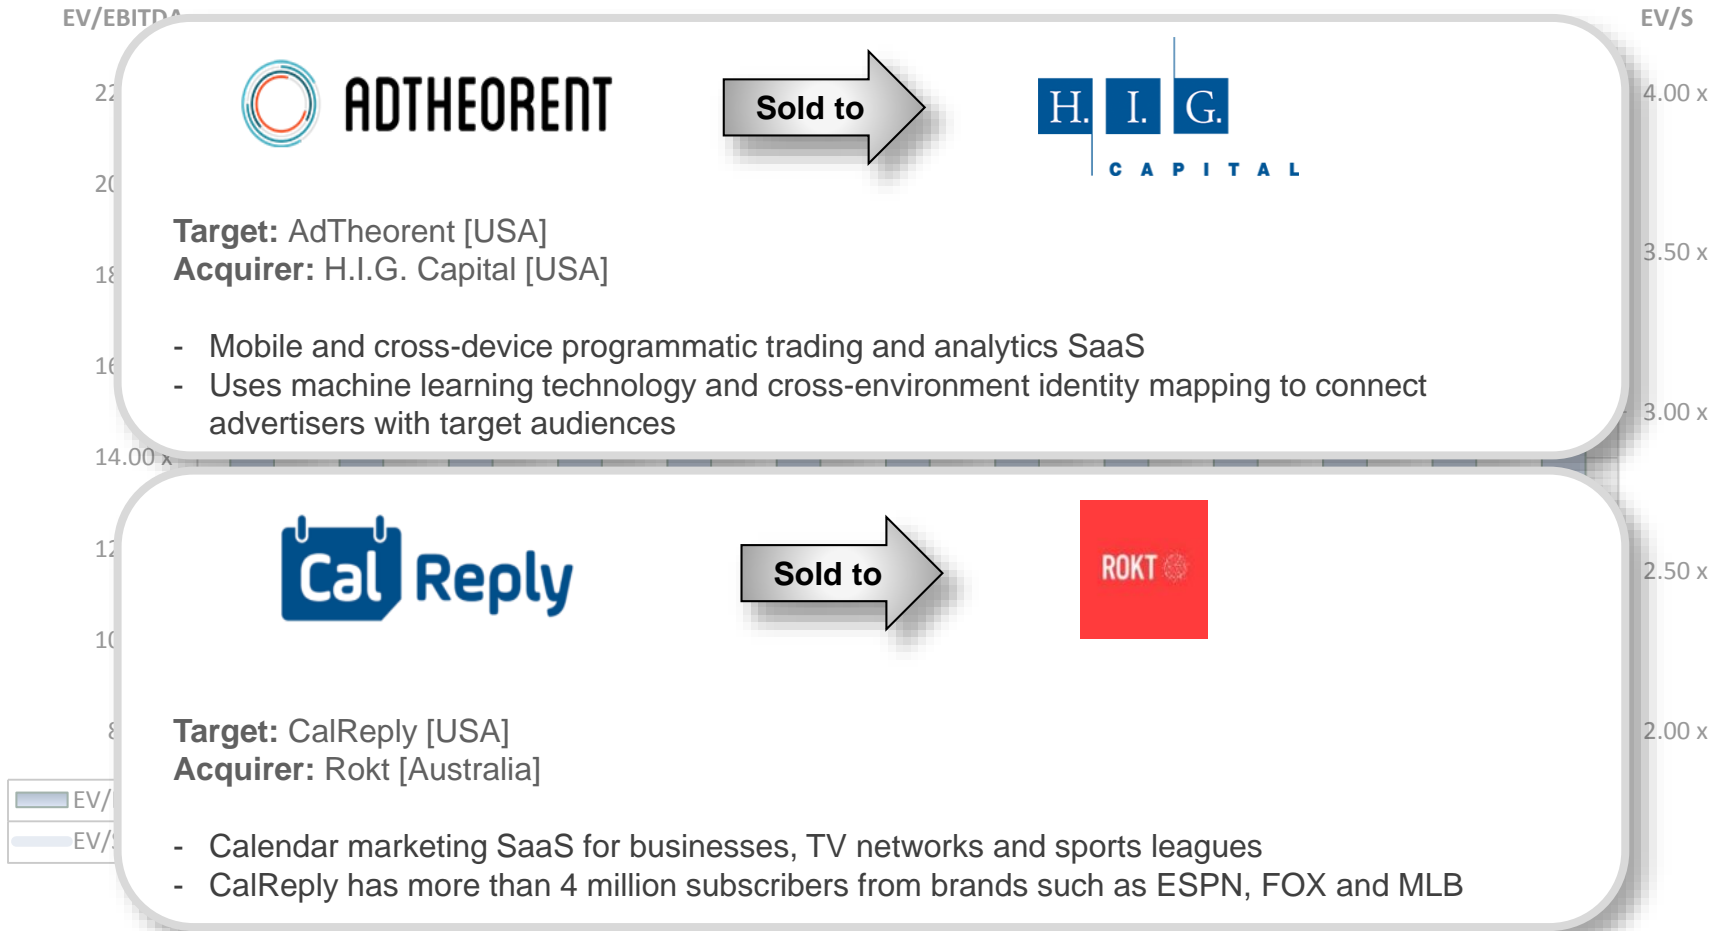 EV/EBITDA
EV/S
ADTHEORENT
Sold to
H. I. G.
CAPITAL
4.00 x
Target: AdTheorent [USA]
Acquirer: H.I.G. Capital [USA]
3.50 x
- Mobile and cross-device programmatic trading and analytics SaaS
- Uses machine learning technology and cross-environment identity mapping to connect
advertisers with target audiences
3.00 x
14.00 x
Cal Reply
Sold to
ROKT
2.50 x
Target: CalReply [USA]
Acquirer: Rokt [Australia]
2.00 x
- Calendar marketing SaaS for businesses, TV networks and sports leagues
- CalReply has more than 4 million subscribers from brands such as ESPN, FOX and MLB